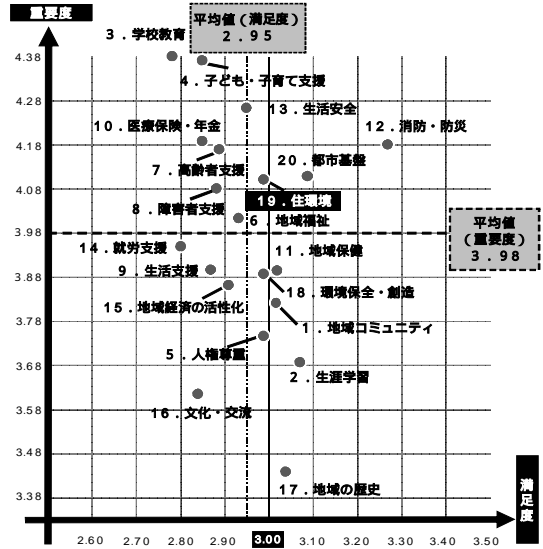 重要度
平均値（満足度）
２．９５
３．学校教育
4.38
４．子ども・子育て支援
4.28
１３．生活安全
１０．医療保険・年金
１２．消防・防災
4.18
２０．都市基盤
７．高齢者支援
4.08
１９．住環境
８．障害者支援
６．地域福祉
平均値
（重要度）
３．９８
3.98
１４．就労支援
１１．地域保健
９．生活支援
3.88
１８．環境保全・創造
１５．地域経済の活性化
3.78
１．地域コミュニティ
５．人権尊重
3.68
２．生涯学習
3.58
１６．文化・交流
3.48
１７．地域の歴史
3.38
満足度
2.60 2.70 2.80 2.90 3.00 3.10 3.20 3.30 3.40 3.50